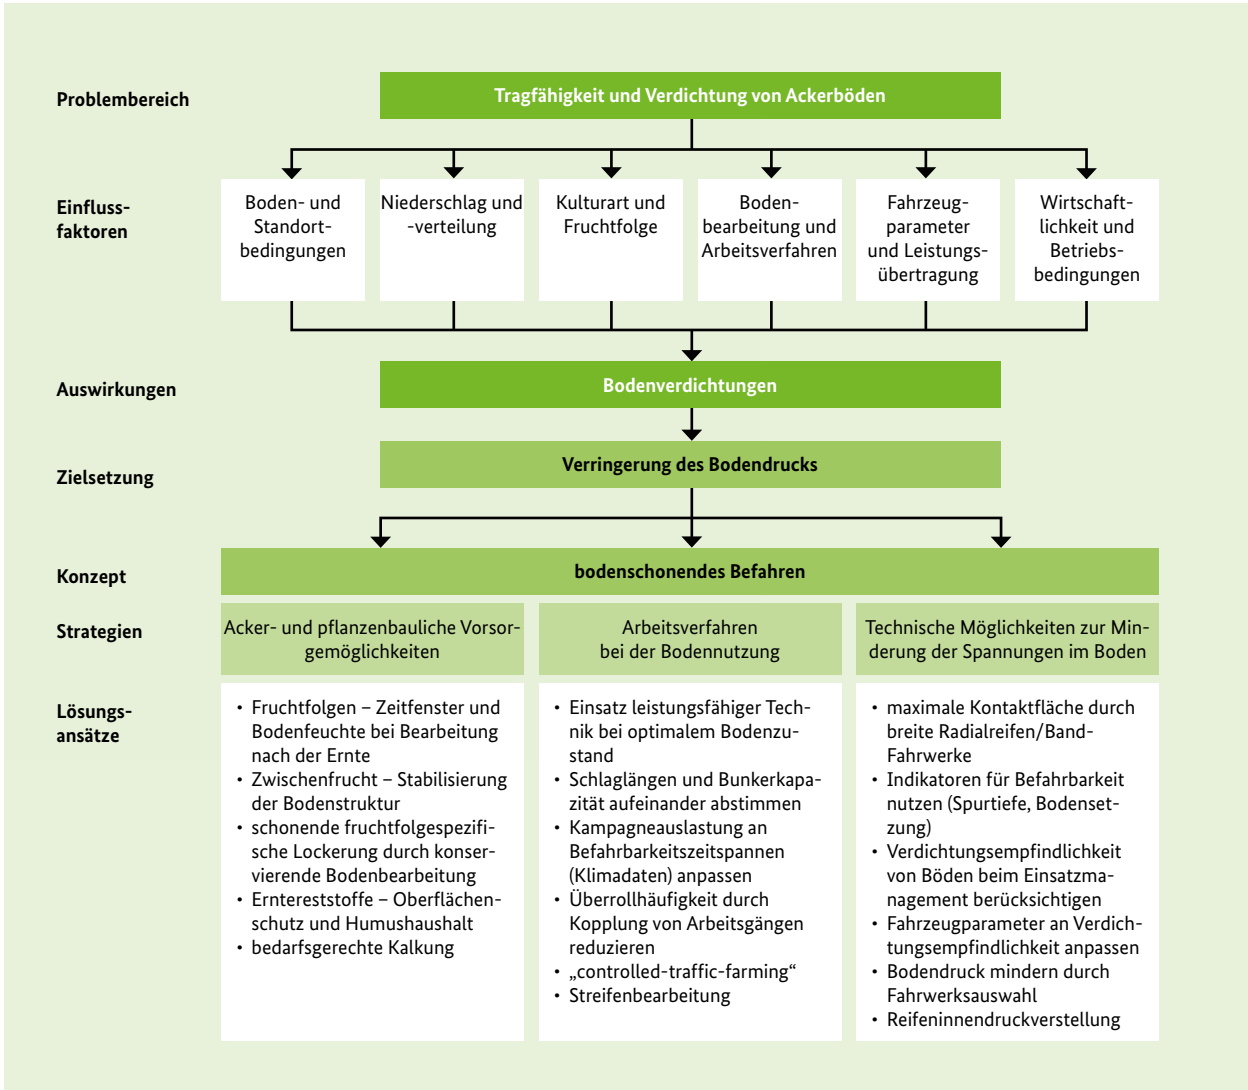 Problembereich
Tragfähigkeit und Verdichtung von Ackerböden
Einfluss-
faktoren
Boden- und
Standort-
bedingungen
Niederschlag und
-verteilung
Kulturart und
Fruchtfolge
Boden-
bearbeitung und
Arbeitsverfahren
Fahrzeug-
parameter
und Leistungs-
übertragung
Wirtschaft-
lichkeit und
Betriebs-
bedingungen
Auswirkungen
Bodenverdichtungen
Zielsetzung
Verringerung des Bodendrucks
Konzept
bodenschonendes Befahren
Strategien
Acker- und pflanzenbauliche Vorsor-
gemöglichkeiten
Arbeitsverfahren
bei der Bodennutzung
Technische Möglichkeiten zur Min-
derung der Spannungen im Boden
Lösungs-
ansätze
• Fruchtfolgen – Zeitfenster und
Bodenfeuchte bei Bearbeitung
nach der Ernte
• Zwischenfrucht – Stabilisierung
der Bodenstruktur
• schonende fruchtfolgespezifi-
sche Lockerung durch konser-
vierende Bodenbearbeitung
• Erntereststoffe – Oberflächen-
schutz und Humushaushalt
• bedarfsgerechte Kalkung
• Einsatz leistungsfähiger Tech-
nik bei optimalem Bodenzu-
stand
• Schlaglängen und Bunkerkapa-
zität aufeinander abstimmen
• Kampagneauslastung an
Befahrbarkeitszeitspannen
(Klimadaten) anpassen
• Überrollhäufigkeit durch
Kopplung von Arbeitsgängen
reduzieren
• „controlled-traffic-farming“
• Streifenbearbeitung
• maximale Kontaktfläche durch
breite Radialreifen/Band-
Fahrwerke
• Indikatoren für Befahrbarkeit
nutzen (Spurtiefe, Bodenset-
zung)
• Verdichtungsempfindlichkeit
von Böden beim Einsatzma-
nagement berücksichtigen
• Fahrzeugparameter an Verdich-
tungsempfindlichkeit anpassen
• Bodendruck mindern durch
Fahrwerksauswahl
• Reifeninnendruckverstellung